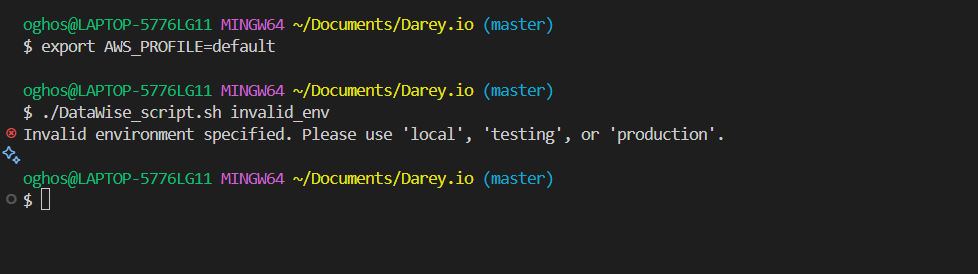 oghos@LAPTOP-5776LG11 MINGW64 ~/Documents/Darey.io (master)
$ export AWS_PROFILE=default
oghos@LAPTOP-5776LG11 MINGW64 ~/Documents/Darey.io (master)
$ ./DataWise_script.sh invalid_env
Invalid environment specified. Please use 'local', 'testing', or 'production'.
oghos@LAPTOP-5776LG11 MINGW64 ~/Documents/Darey.io (master)
$